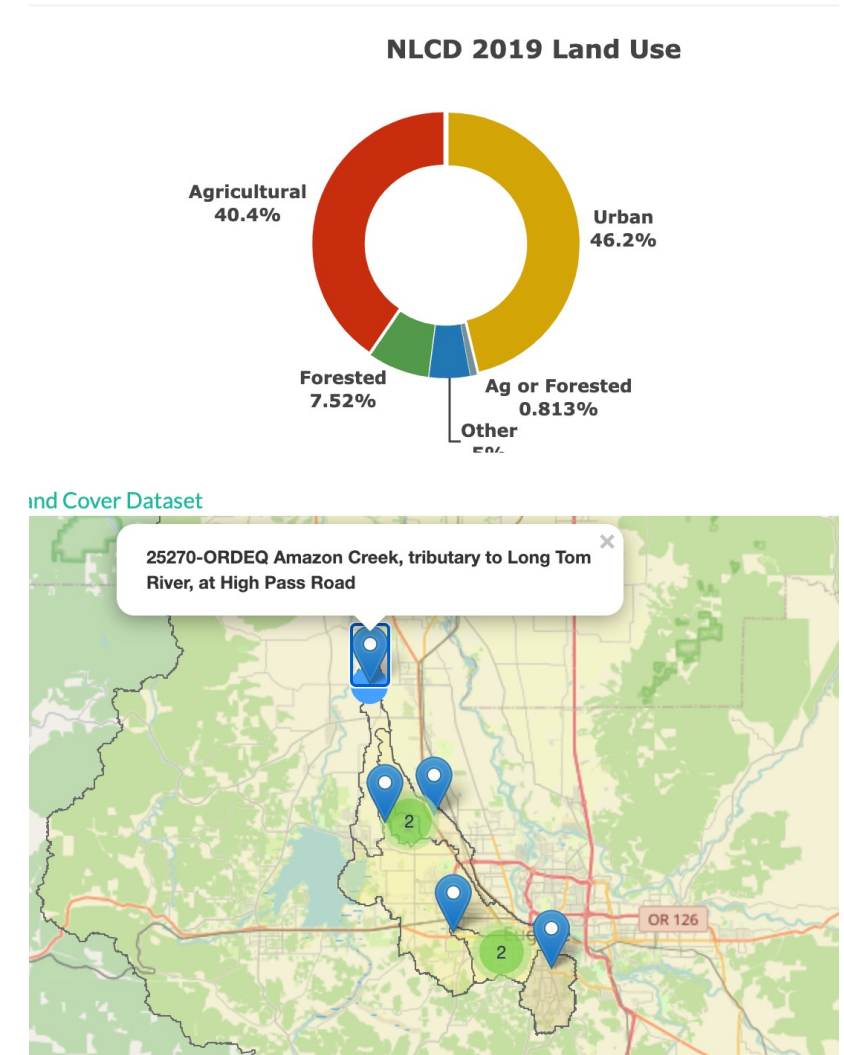 NLCD 2019 Land Use
Agricultural
40.4%
Urban
46.2%
Forested
7.52%
Ag or Forested
0.813%
Other
5%
and Cover Dataset
25270-ORDEQ Amazon Creek, tributary to Long Tom
River, at High Pass Road
×
2
OR 126
2